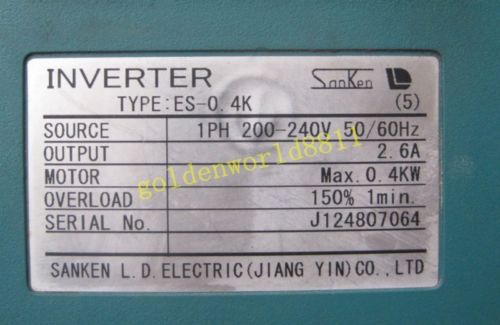 INVERTER SanKen
TYPE:ES-0.4K (5)
SOURCE 1PH 200-240V 50/60Hz
OUTPUT 2.6A
MOTOR Max. 0.4KW
OVERLOAD 150% 1min.
SERIAL No. J124807064
SANKEN L.D.ELECTRIC(JIANG YIN)CO.,LTD
goldenworld8811